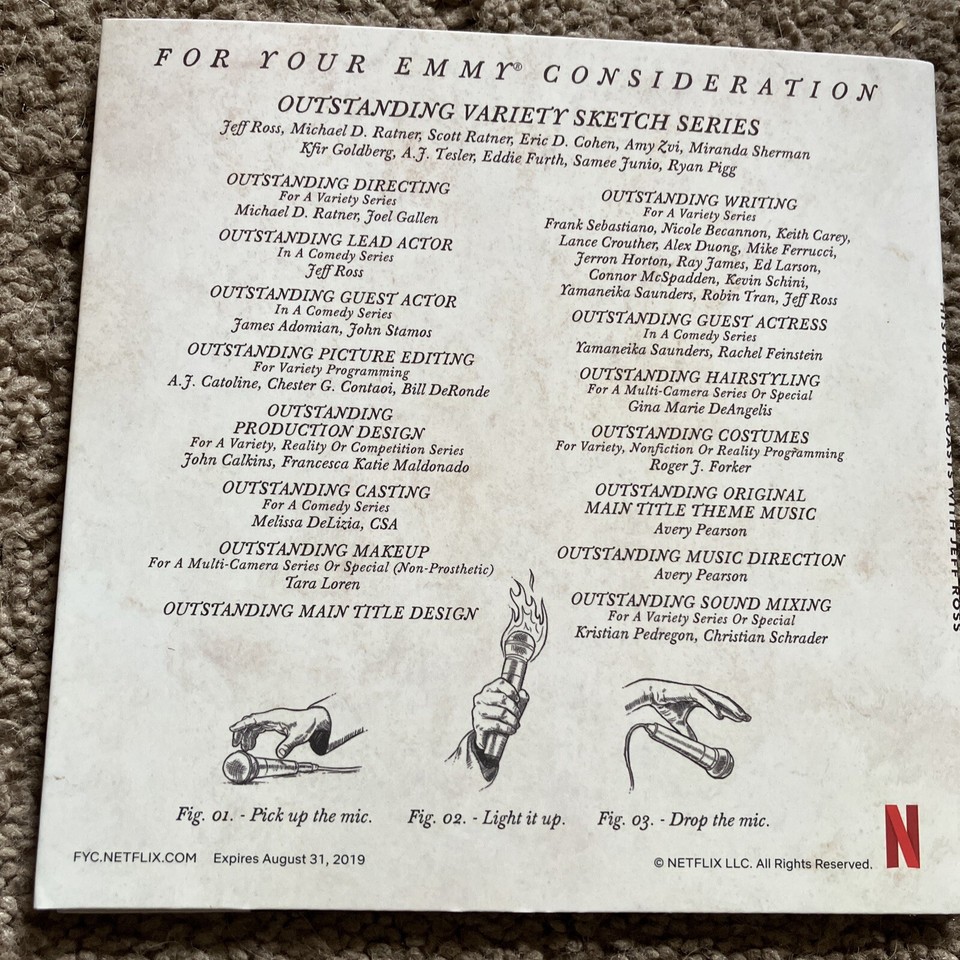 FOR YOUR EMMY® CONSIDERATION
OUTSTANDING VARIETY SKETCH SERIES
Jeff Ross, Michael D. Ratner, Scott Ratner, Eric D. Cohen, Amy Zvi, Miranda Sherman
Kfir Goldberg, A.J. Tesler, Eddie Furth, Samee Junio, Ryan Pigg
OUTSTANDING DIRECTING
For A Variety Series
Michael D. Ratner, Joel Gallen
OUTSTANDING LEAD ACTOR
In A Comedy Series
Jeff Ross
OUTSTANDING GUEST ACTOR
In A Comedy Series
James Adomian, John Stamos
OUTSTANDING PICTURE EDITING
For Variety Programming
A.J. Catoline, Chester G. Contaoi, Bill DeRonde
OUTSTANDING
PRODUCTION DESIGN
For A Variety, Reality Or Competition Series
John Calkins, Francesca Katie Maldonado
OUTSTANDING CASTING
For A Comedy Series
Melissa DeLizia, CSA
OUTSTANDING MAKEUP
For A Multi-Camera Series Or Special (Non-Prosthetic)
Tara Loren
OUTSTANDING MAIN TITLE DESIGN
OUTSTANDING WRITING
For A Variety Series
Frank Sebastiano, Nicole Becannon, Keith Carey,
Lance Crouther, Alex Duong, Mike Ferrucci,
Jerron Horton, Ray James, Ed Larson,
Connor McSpadden, Kevin Schini,
Yamaneika Saunders, Robin Tran, Jeff Ross
OUTSTANDING GUEST ACTRESS
In A Comedy Series
Yamaneika Saunders, Rachel Feinstein
OUTSTANDING HAIRSTYLING
For A Multi-Camera Series Or Special
Gina Marie DeAngelis
OUTSTANDING COSTUMES
For Variety, Nonfiction Or Reality Programming
Roger J. Forker
OUTSTANDING ORIGINAL
MAIN TITLE THEME MUSIC
Avery Pearson
OUTSTANDING MUSIC DIRECTION
Avery Pearson
OUTSTANDING SOUND MIXING
For A Variety Series Or Special
Kristian Pedregon, Christian Schrader
Fig. 01. - Pick up the mic.
Fig. 02. - Light it up.
Fig. 03. - Drop the mic.
FYC.NETFLIX.COM Expires August 31, 2019
© NETFLIX LLC. All Rights Reserved.
N
HISTORICAL ROASTS WITH JEFF ROSS